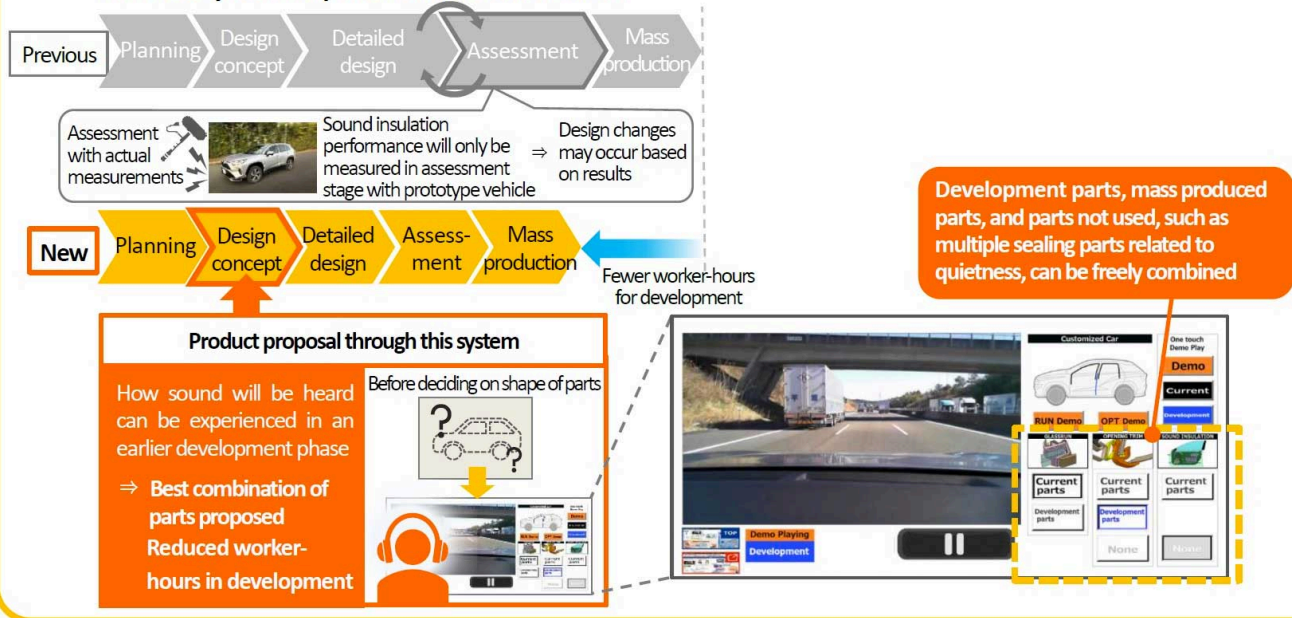 Previous
Planning
Design
concept
Detailed
design
Assessment
Mass
production
Assessment
with actual
measurements
Sound insulation
performance will only be
measured in assessment
stage with prototype vehicle
⇒
Design changes
may occur based
on results
New
Planning
Design
concept
Detailed
design
Assess-
ment
Mass
production
Fewer worker-hours
for development
Development parts, mass produced
parts, and parts not used, such as
multiple sealing parts related to
quietness, can be freely combined
Product proposal through this system
How sound will be heard
can be experienced in an
earlier development phase
⇒ Best combination of
parts proposed
Reduced worker-
hours in development
Before deciding on shape of parts
?
?
Customized Car
One touch
Demo Play
Demo
Current
Development
RUN Demo
OPT Demo
GLASSRUN
OPENING TRIM
SOUND INSULATION
Current
parts
Current
parts
Current
parts
Development
parts
Development
parts
None
None
TOP
Demo Playing
Development